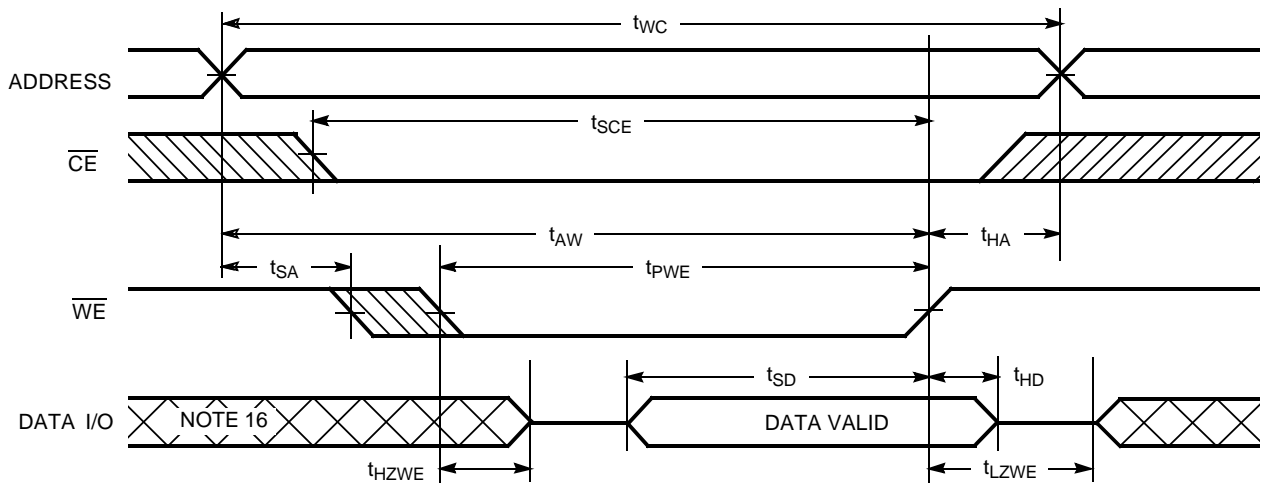 tWC
ADDRESS
tSCE
CE
tAW
tHA
tSA
tPWE
WE
tSD
tHD
DATA I/O
NOTE 16
DATA VALID
tHZWE
tLZWE